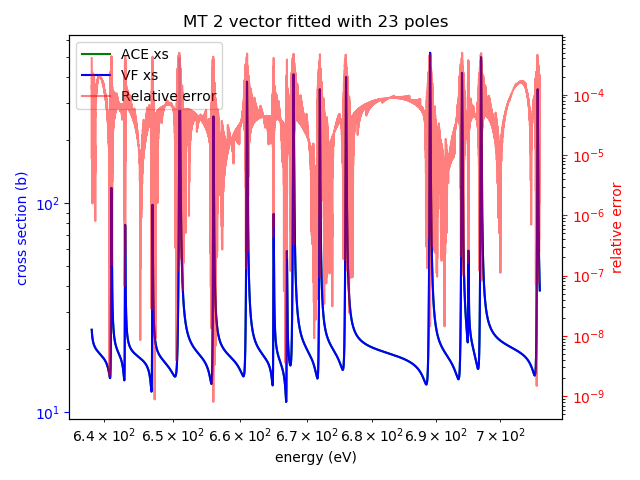 MT 2 vector fitted with 23 poles
ACE xs
VF xs
Relative error
cross section (b)
10²
10¹
relative error
10⁻⁴
10⁻⁵
10⁻⁶
10⁻⁷
10⁻⁸
10⁻⁹
6.4 × 10² 6.5 × 10² 6.6 × 10² 6.7 × 10² 6.8 × 10² 6.9 × 10² 7 × 10²
energy (eV)